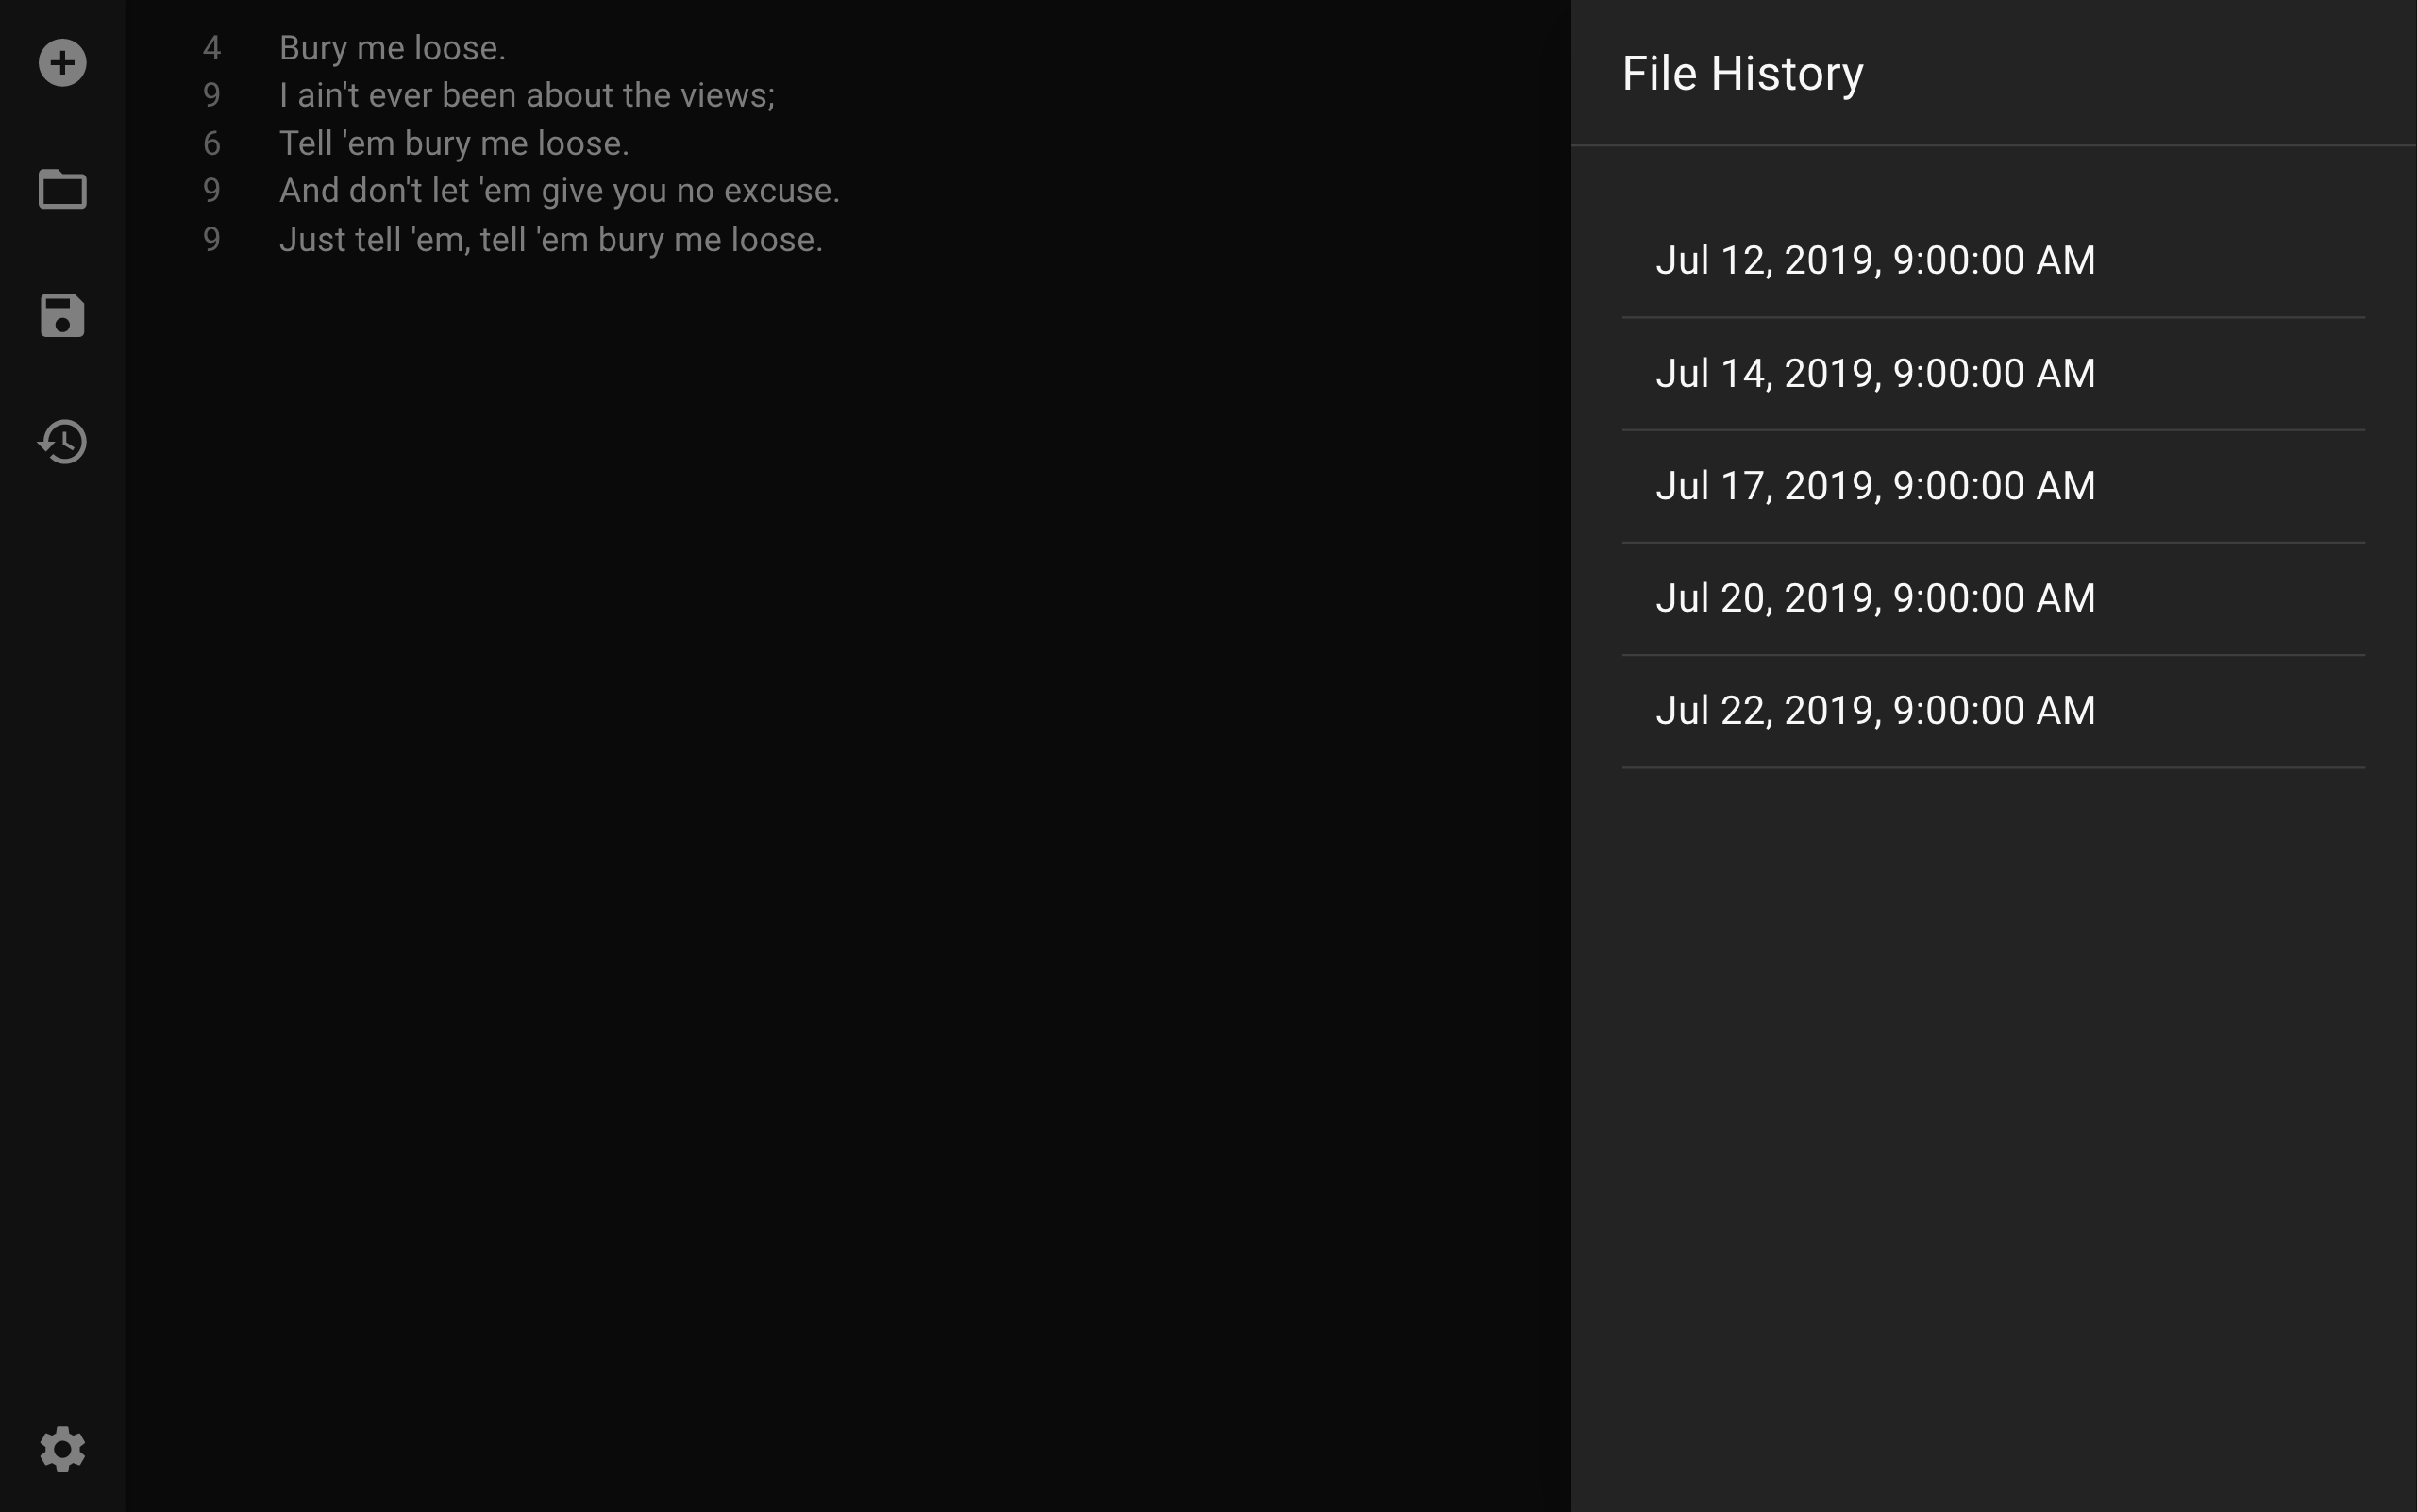 4 Bury me loose.
9 I ain't ever been about the views;
6 Tell 'em bury me loose.
9 And don't let 'em give you no excuse.
9 Just tell 'em, tell 'em bury me loose.
File History
Jul 12, 2019, 9:00:00 AM
Jul 14, 2019, 9:00:00 AM
Jul 17, 2019, 9:00:00 AM
Jul 20, 2019, 9:00:00 AM
Jul 22, 2019, 9:00:00 AM